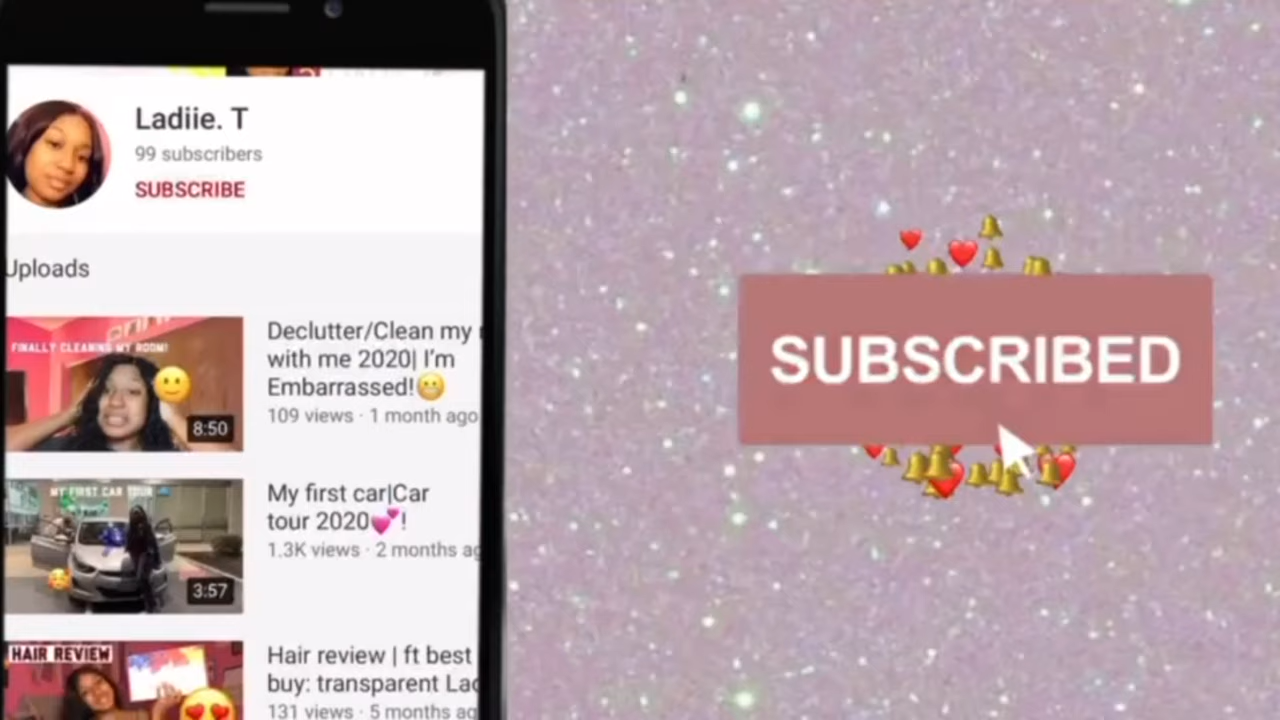 Ladiie. T
99 subscribers
SUBSCRIBE
Uploads
FINALLY CLEANING MY ROOM!
8:50
Declutter/Clean my
with me 2020| I'm
Embarrassed!😬
109 views · 1 month ago
MY FIRST CAR TOUR
3:57
My first car|Car
tour 2020💕!
1.3K views · 2 months ag
HAIR REVIEW
Hair review | ft best
buy: transparent Lac
131 views · 5 months ag
SUBSCRIBED